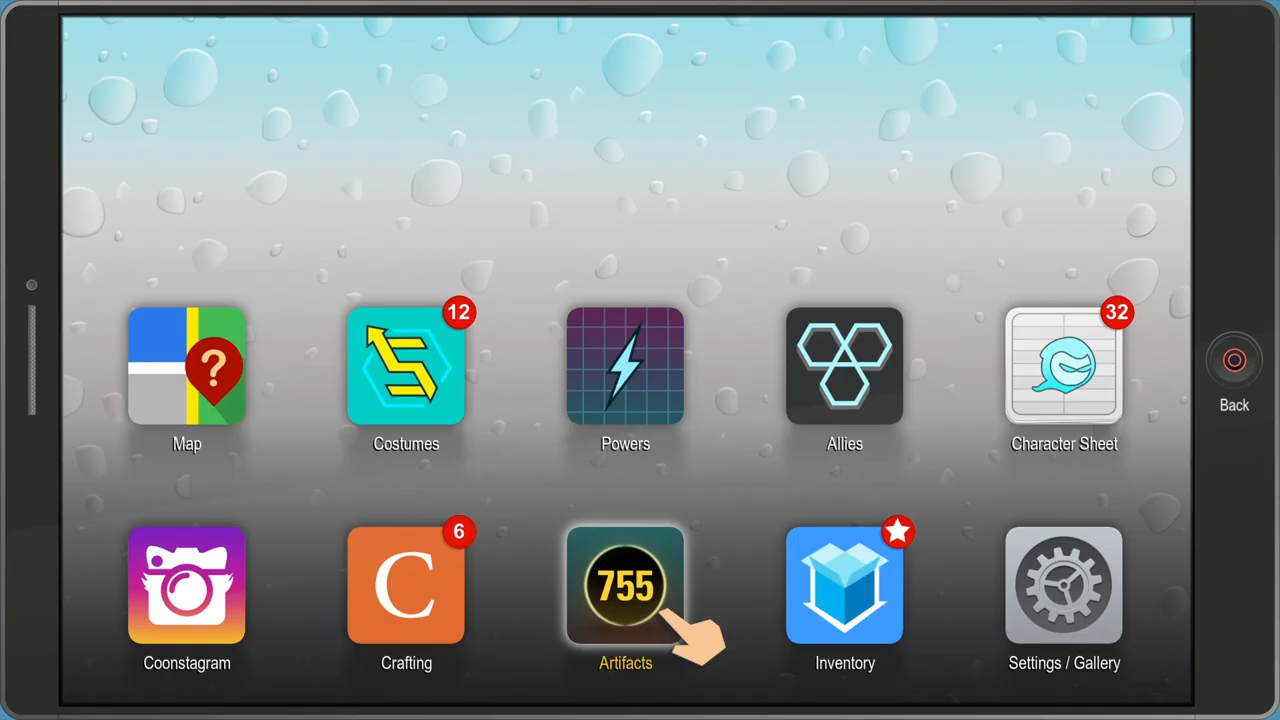 12
32
?
Map
Costumes
Powers
Allies
Character Sheet
Back
6
C
755
Coonstagram
Crafting
Artifacts
Inventory
Settings / Gallery